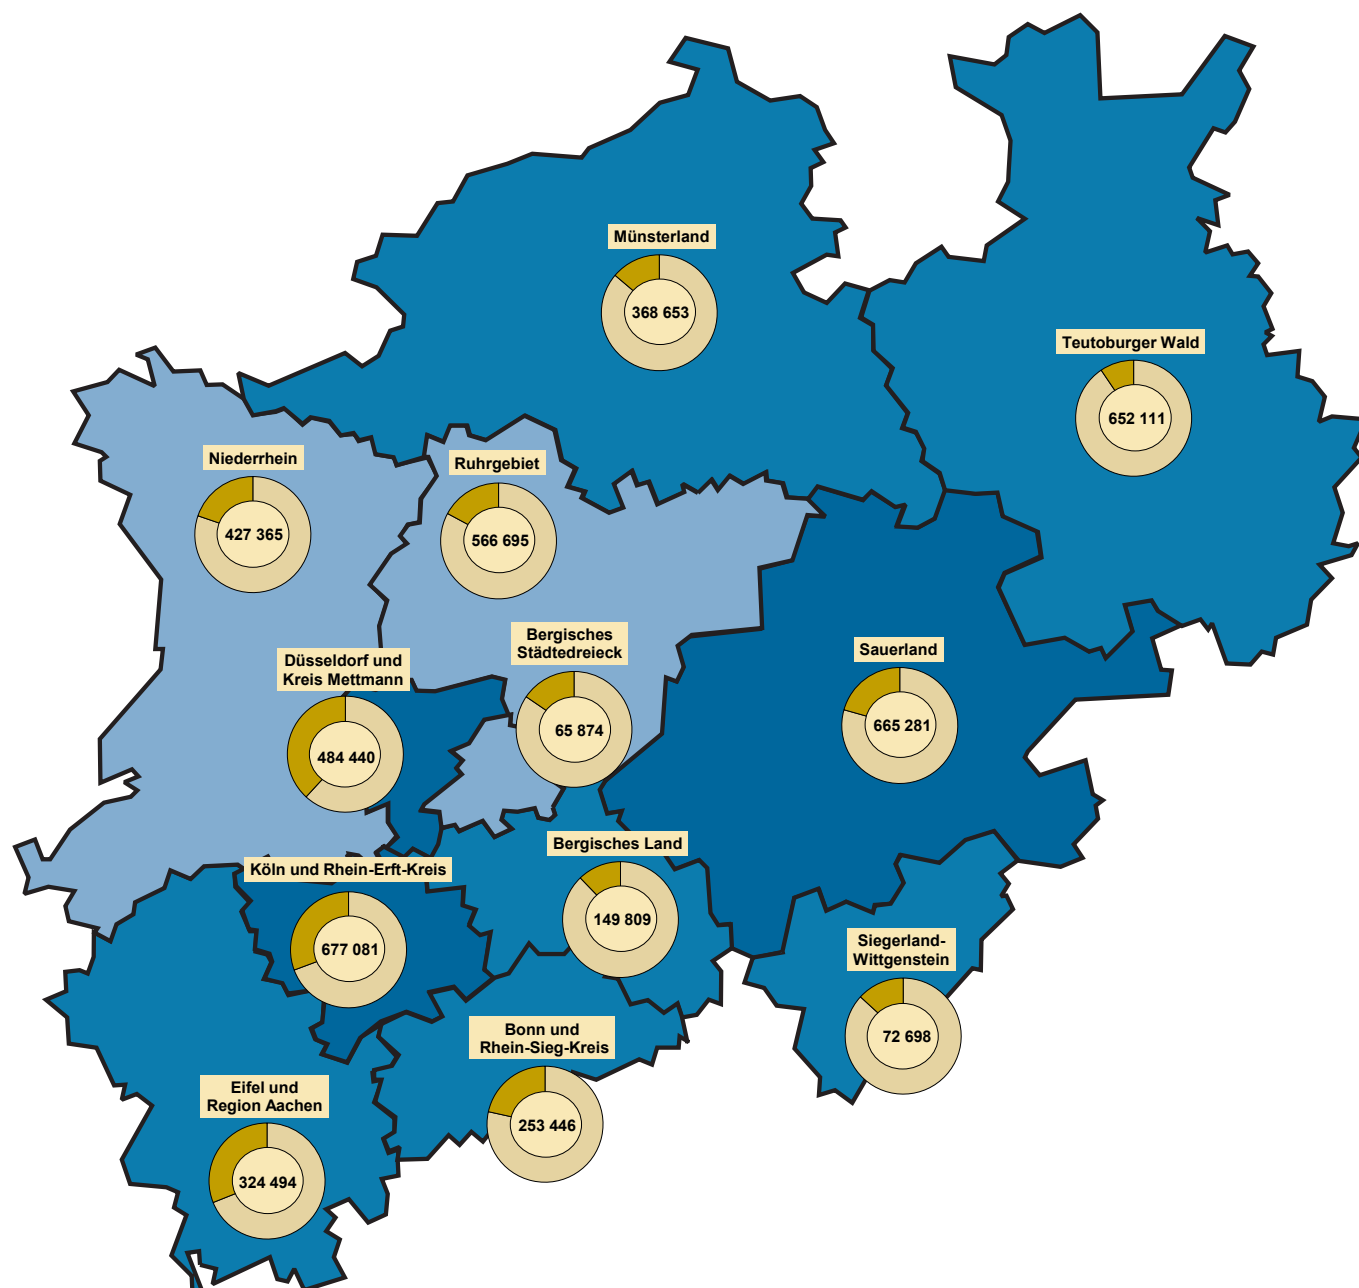 Münsterland
368 653
Teutoburger Wald
652 111
Niederrhein
427 365
Ruhrgebiet
566 695
Bergisches
Städtedreieck
65 874
Sauerland
665 281
Düsseldorf und
Kreis Mettmann
484 440
Bergisches Land
149 809
Köln und Rhein-Erft-Kreis
677 081
Siegerland-
Wittgenstein
72 698
Bonn und
Rhein-Sieg-Kreis
253 446
Eifel und
Region Aachen
324 494